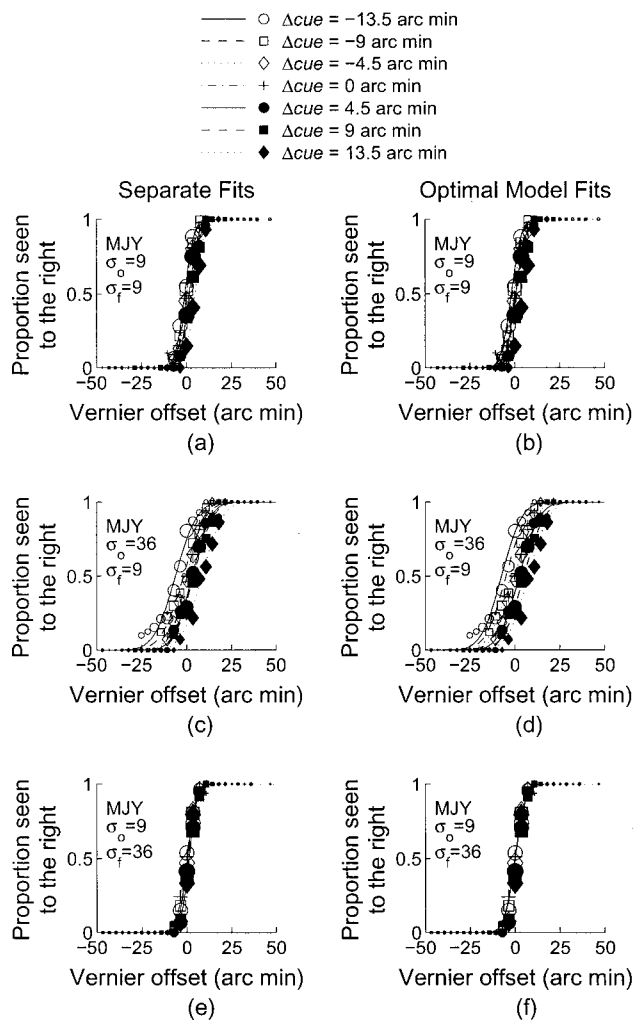 Δcue = −13.5 arc min
Δcue = −9 arc min
Δcue = −4.5 arc min
Δcue = 0 arc min
Δcue = 4.5 arc min
Δcue = 9 arc min
Δcue = 13.5 arc min
Separate Fits
Optimal Model Fits
Proportion seen
to the right
1
0.5
0
MJY
σo=9
σf=9
−50 −25 0 25 50
Vernier offset (arc min)
(a)
Proportion seen
to the right
1
0.5
0
MJY
σo=9
σf=9
−50 −25 0 25 50
Vernier offset (arc min)
(b)
Proportion seen
to the right
1
0.5
0
MJY
σo=36
σf=9
−50 −25 0 25 50
Vernier offset (arc min)
(c)
Proportion seen
to the right
1
0.5
0
MJY
σo=36
σf=9
−50 −25 0 25 50
Vernier offset (arc min)
(d)
Proportion seen
to the right
1
0.5
0
MJY
σo=9
σf=36
−50 −25 0 25 50
Vernier offset (arc min)
(e)
Proportion seen
to the right
1
0.5
0
MJY
σo=9
σf=36
−50 −25 0 25 50
Vernier offset (arc min)
(f)